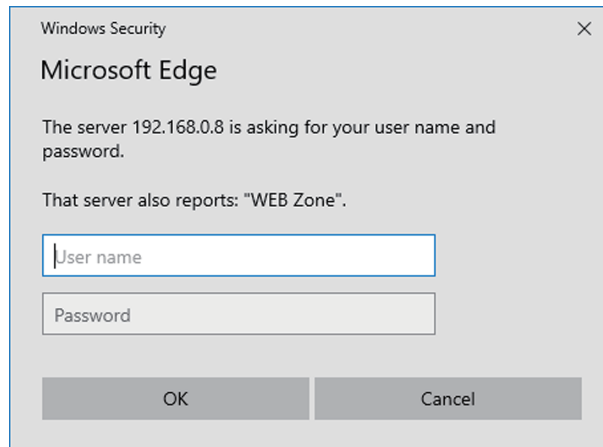 Windows Security
Microsoft Edge
The server 192.168.0.8 is asking for your user name and
password.
That server also reports: "WEB Zone".
User name
Password
OK
Cancel